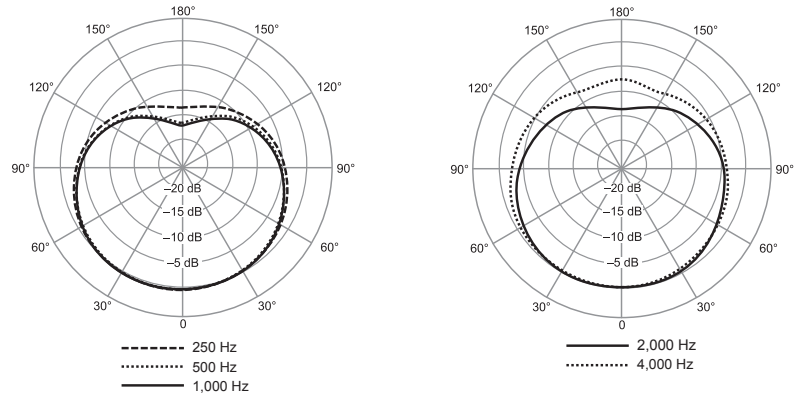 180° 180°
150° 150° 150° 150°
120° 120° 120° 120°
90° 90° 90° 90°
–20 dB –20 dB
–15 dB –15 dB
–10 dB –10 dB
60° 60° 60° 60°
–5 dB –5 dB
30° 30° 30° 30°
0 0
250 Hz
500 Hz
1,000 Hz
2,000 Hz
4,000 Hz